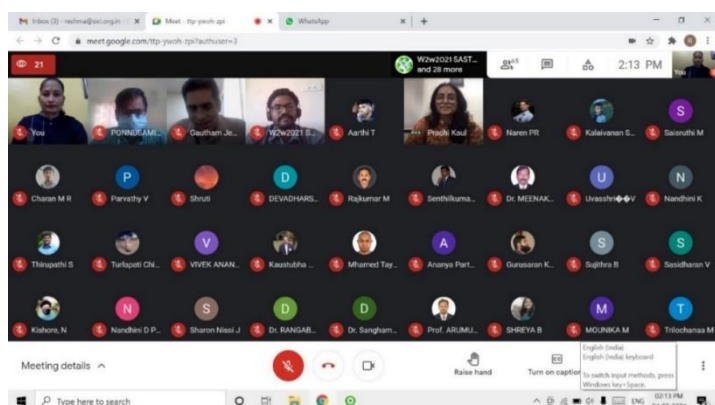 Inbox (3) - reshma@sici.org.in -
Meet - ttp-ywoh-zpi
WhatsApp
meet.google.com/ttp-ywoh-zpi?authuser=3
21
W2w2021 SAST...
and 28 more
65
2:13 PM
You
You
PONNUSAMI...
Gautham Je...
W2w2021 S...
Aarthi T
Prachi Kaul
Naren PR
Kalaivanan S...
S
Saisruthi M
Charan M R
P
Parvathy V
Shruti
D
DEVADHARS...
Rajkumar M
Senthilkuma...
Dr. MEENAK...
U
Uvasshri��V
N
Nandhini K
Thirupathi S
Turlapati Chi...
V
VIVEK ANAN...
Kaustubha ...
Mhamed Tay...
A
Ananya Part...
Gurusaran K...
S
Sujithra B
S
Sasidharan V
Kishore, N
N
Nandhini D P...
S
Sharon Nissi J
D
Dr. RANGAB...
D
Dr. Sangham...
Prof. ARUMU...
SHREYA B
M
MOUNIKA M
T
Trilochanaa M
English (India)
English (India) keyboard
To switch input methods, press
Windows key+Space.
Meeting details
Raise hand
Turn on caption
Type here to search
ENG
02:13 PM